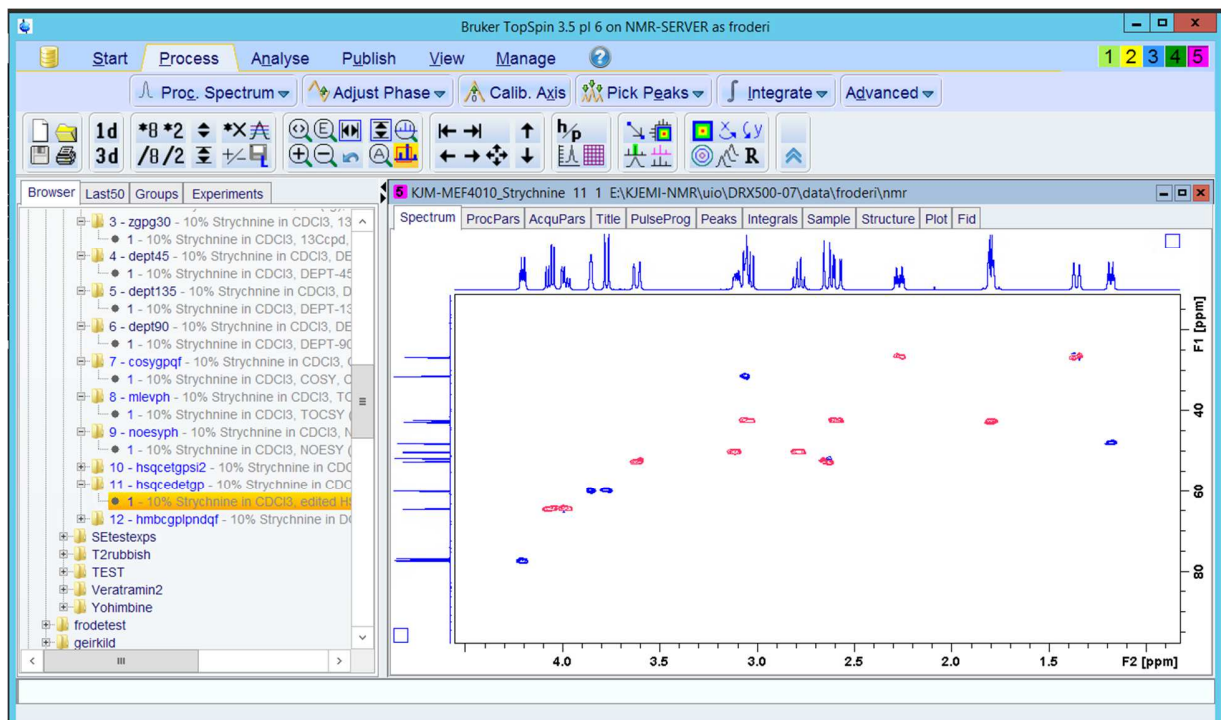 Bruker TopSpin 3.5 pl 6 on NMR-SERVER as froderi
Start Process Analyse Publish View Manage ? 1 2 3 4 5
Proc. Spectrum Adjust Phase Calib. Axis Pick Peaks Integrate Advanced
1d *8 *2 *X E h/p
3d /8 /2 +/- L A R
Browser Last50 Groups Experiments
3 - zgpg30 - 10% Strychnine in CDCl3, 13
1 - 10% Strychnine in CDCl3, 13Ccpd,
4 - dept45 - 10% Strychnine in CDCl3, DE
1 - 10% Strychnine in CDCl3, DEPT-45
5 - dept135 - 10% Strychnine in CDCl3, D
1 - 10% Strychnine in CDCl3, DEPT-13
6 - dept90 - 10% Strychnine in CDCl3, DE
1 - 10% Strychnine in CDCl3, DEPT-90
7 - cosygpqf - 10% Strychnine in CDCl3, C
1 - 10% Strychnine in CDCl3, COSY, C
8 - mlevph - 10% Strychnine in CDCl3, TC
1 - 10% Strychnine in CDCl3, TOCSY (
9 - noesyph - 10% Strychnine in CDCl3, N
1 - 10% Strychnine in CDCl3, NOESY (
10 - hsqcetgpsi2 - 10% Strychnine in CDC
11 - hsqcedetgp - 10% Strychnine in CDC
1 - 10% Strychnine in CDCl3, edited HS
12 - hmbcgplpndqf - 10% Strychnine in D
SEtestexps
T2rubbish
TEST
Veratramin2
Yohimbine
frodetest
geirkild
5 KJM-MEF4010_Strychnine 11 1 E:\KJEMI-NMR\uio\DRX500-07\data\froderi\nmr
Spectrum ProcPars AcquPars Title PulseProg Peaks Integrals Sample Structure Plot Fid
F1 [ppm]
40
60
80
4.0 3.5 3.0 2.5 2.0 1.5 F2 [ppm]